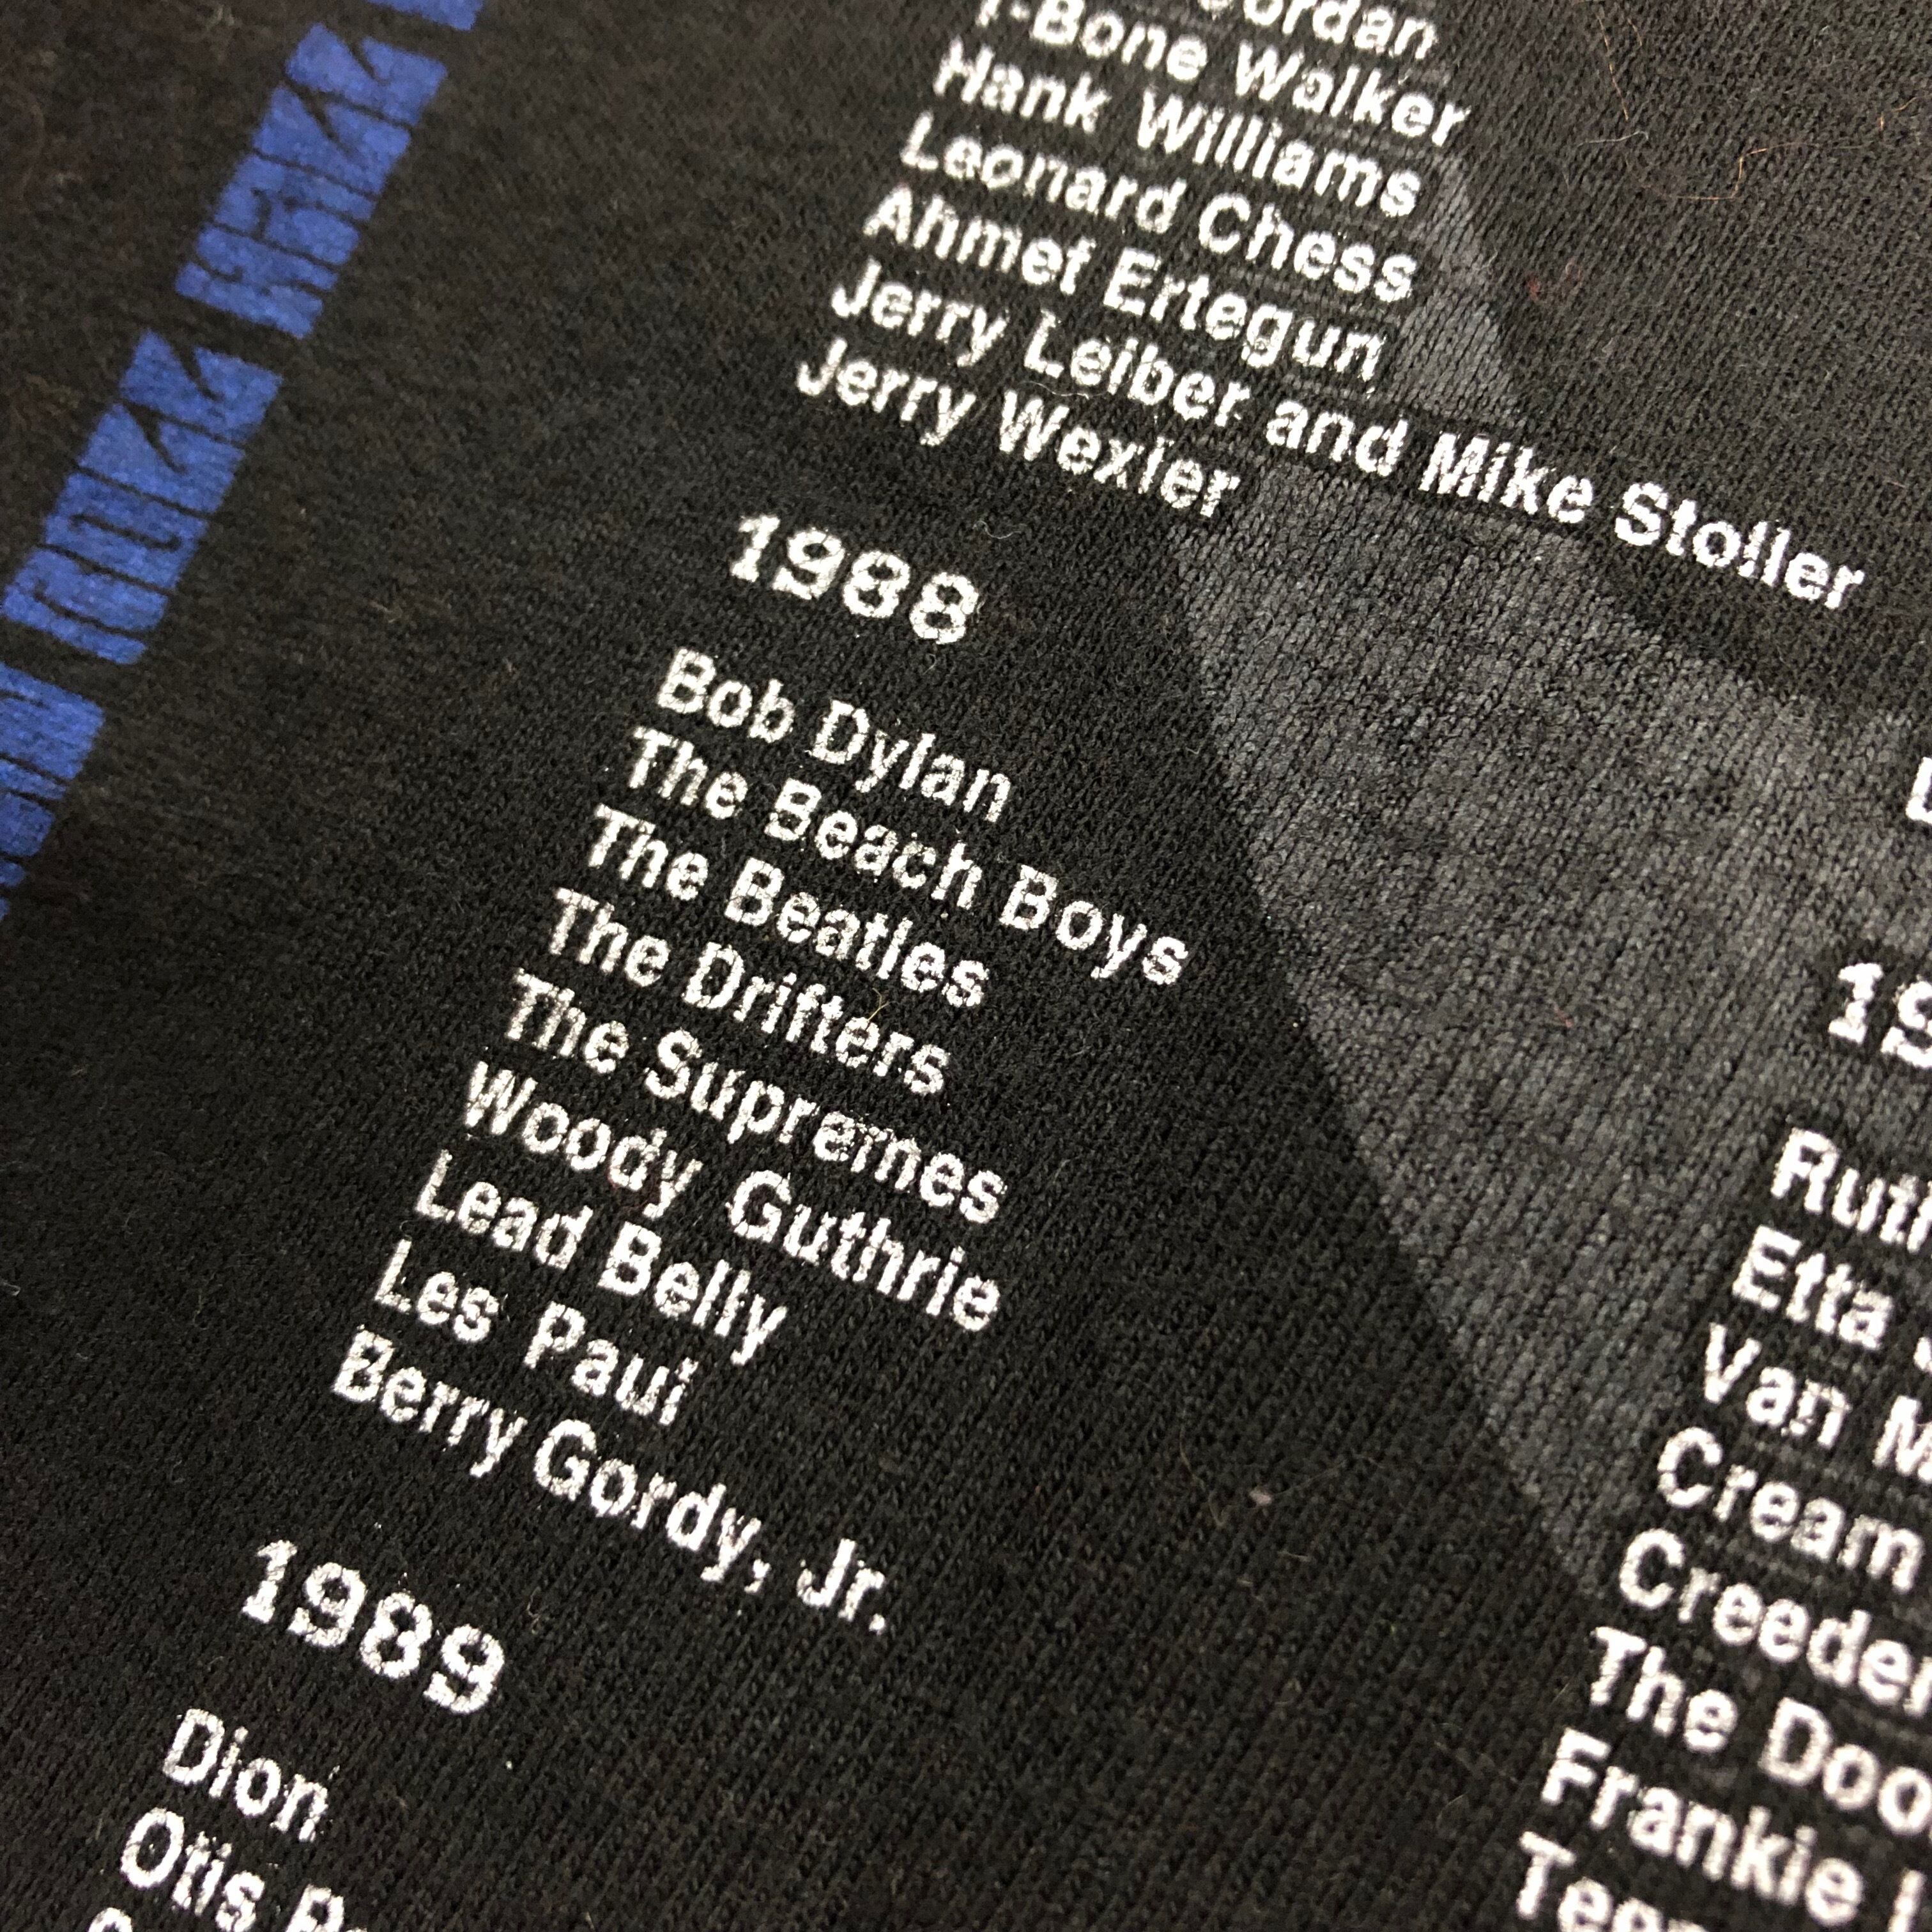 Bone Walker
Hank Williams
Leonard Chess
Ahmet Ertegun
Jerry Leiber and Mike Stoller
Jerry Wexler
1988
Bob Dylan
The Beach Boys
The Beatles
The Drifters
The Supremes
Woody Guthrie
Lead Belly
Les Paul
Berry Gordy, Jr.
1989
Dion
Otis
Etta
Van
Cream
The
Frankie